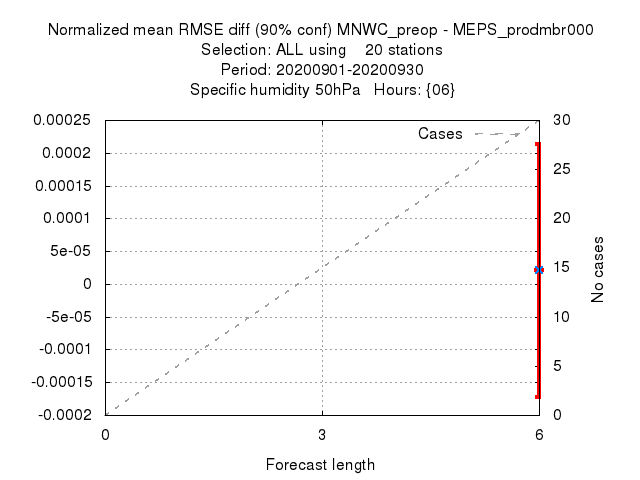 Normalized mean RMSE diff (90% conf) MNWC_preop - MEPS_prodmbr000
Selection: ALL using 20 stations
Period: 20200901-20200930
Specific humidity 50hPa Hours: {06}
Cases
0.00025
0.0002
0.00015
0.0001
5e-05
0
-5e-05
-0.0001
-0.00015
-0.0002
30
25
20
15
10
5
0
No cases
0 3 6
Forecast length